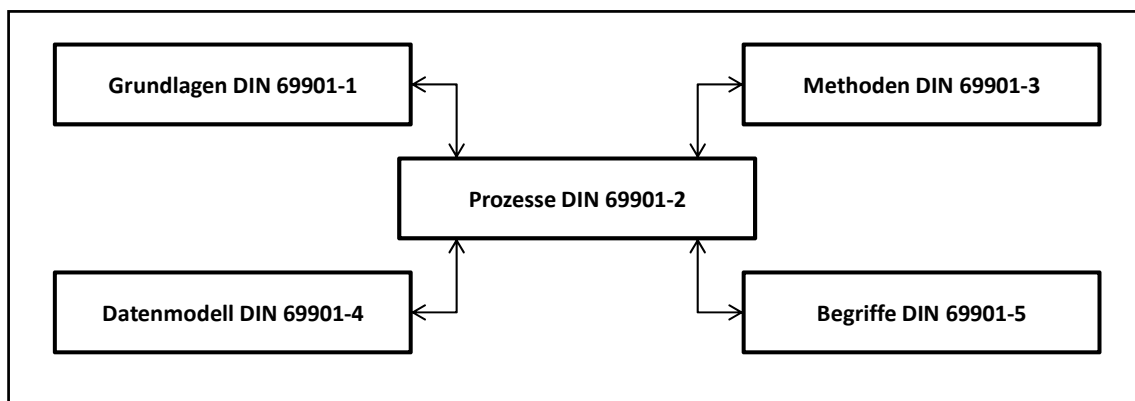 Grundlagen DIN 69901-1
Methoden DIN 69901-3
Prozesse DIN 69901-2
Datenmodell DIN 69901-4
Begriffe DIN 69901-5